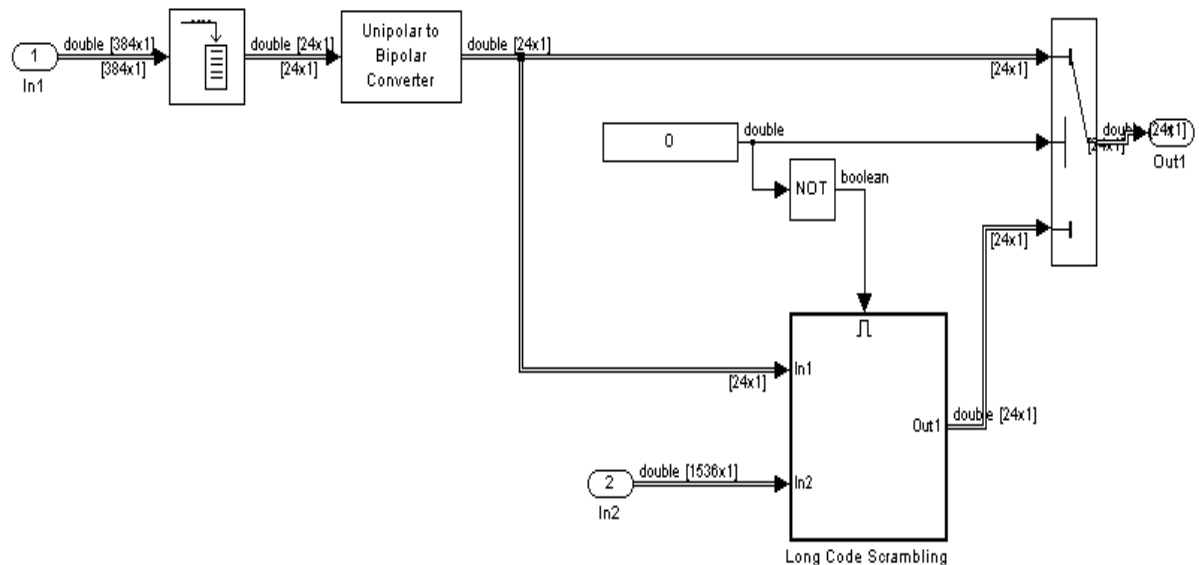 1
double [384x1]
[384x1]
In1
double [24x1]
[24x1]
Unipolar to
Bipolar
Converter
double [24x1]
[24x1]
0
double
NOT
boolean
double [24x1]
[24x1]
Out1
[24x1]
[24x1]
In1
In2
Out1
double [24x1]
double [1536x1]
2
In2
Long Code Scrambling